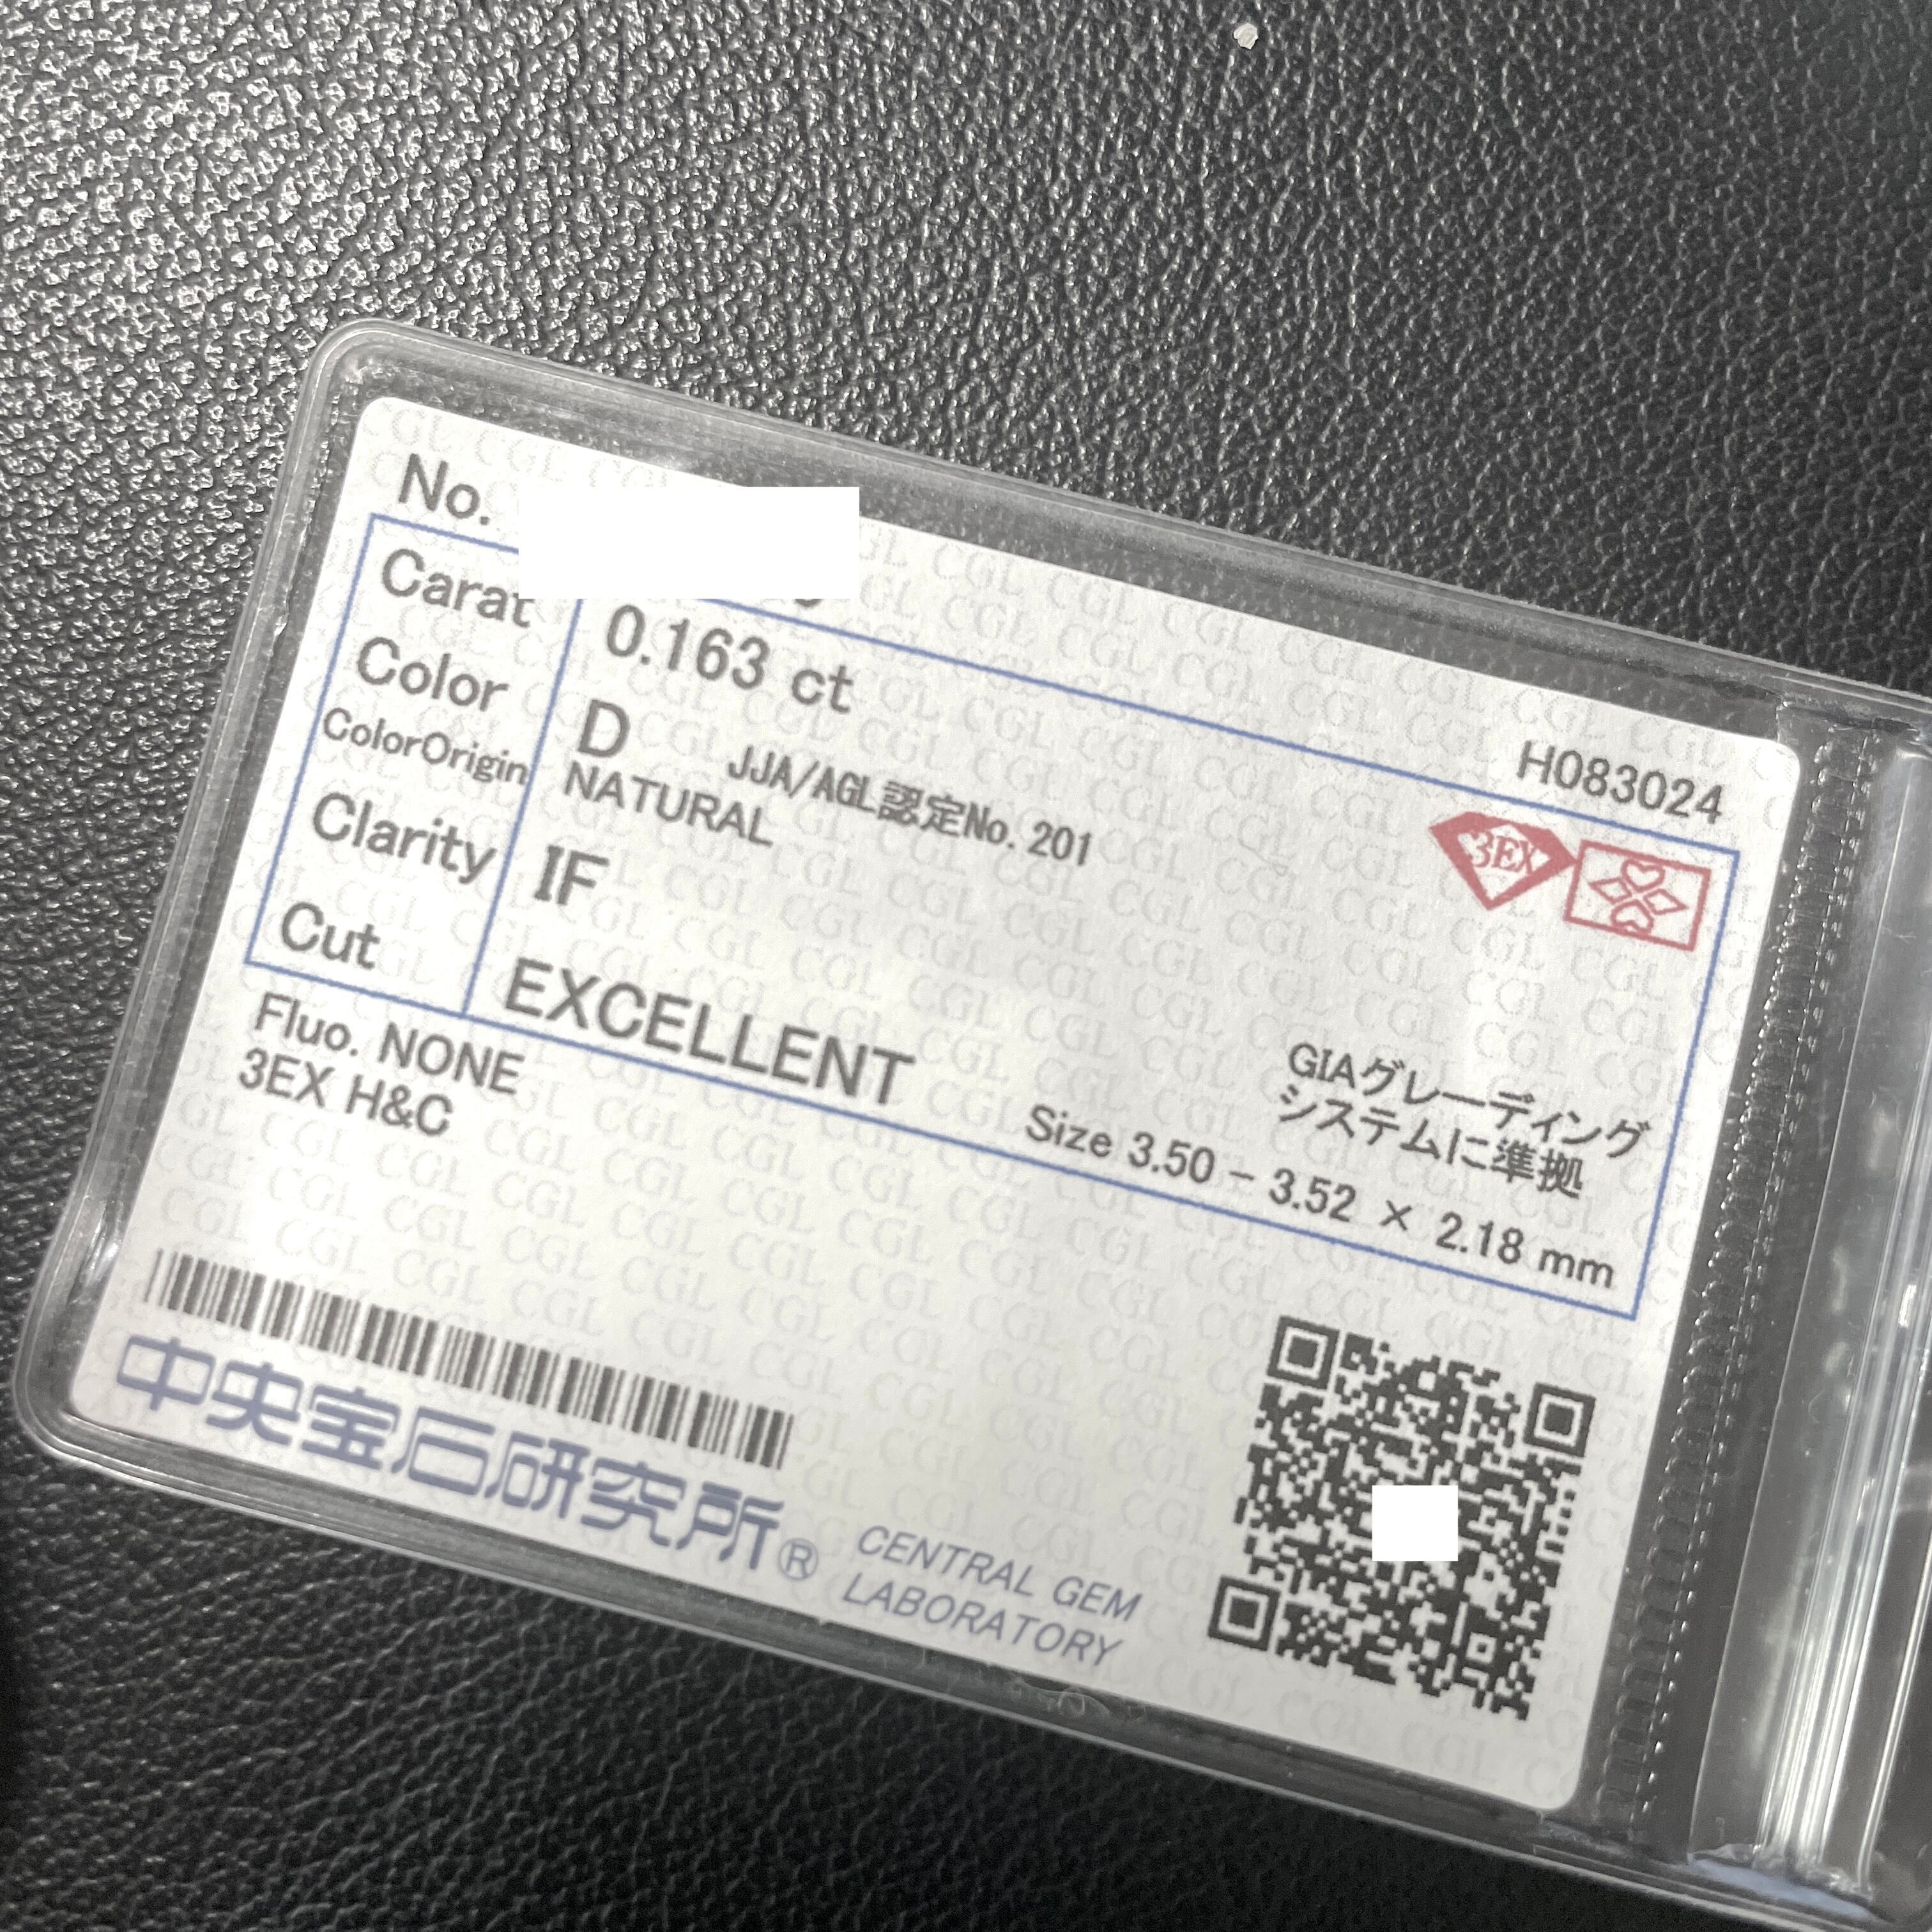 No.
H083024
Carat 0.163 ct
Color D JJA/AGL認定No. 201
ColorOrigin NATURAL
3EX
Clarity IF
Cut EXCELLENT
GIAグレーディング
システムに準拠
Size 3.50 - 3.52 × 2.18 mm
Fluo. NONE
3EX H&C
中央宝石研究所®
CENTRAL GEM
LABORATORY